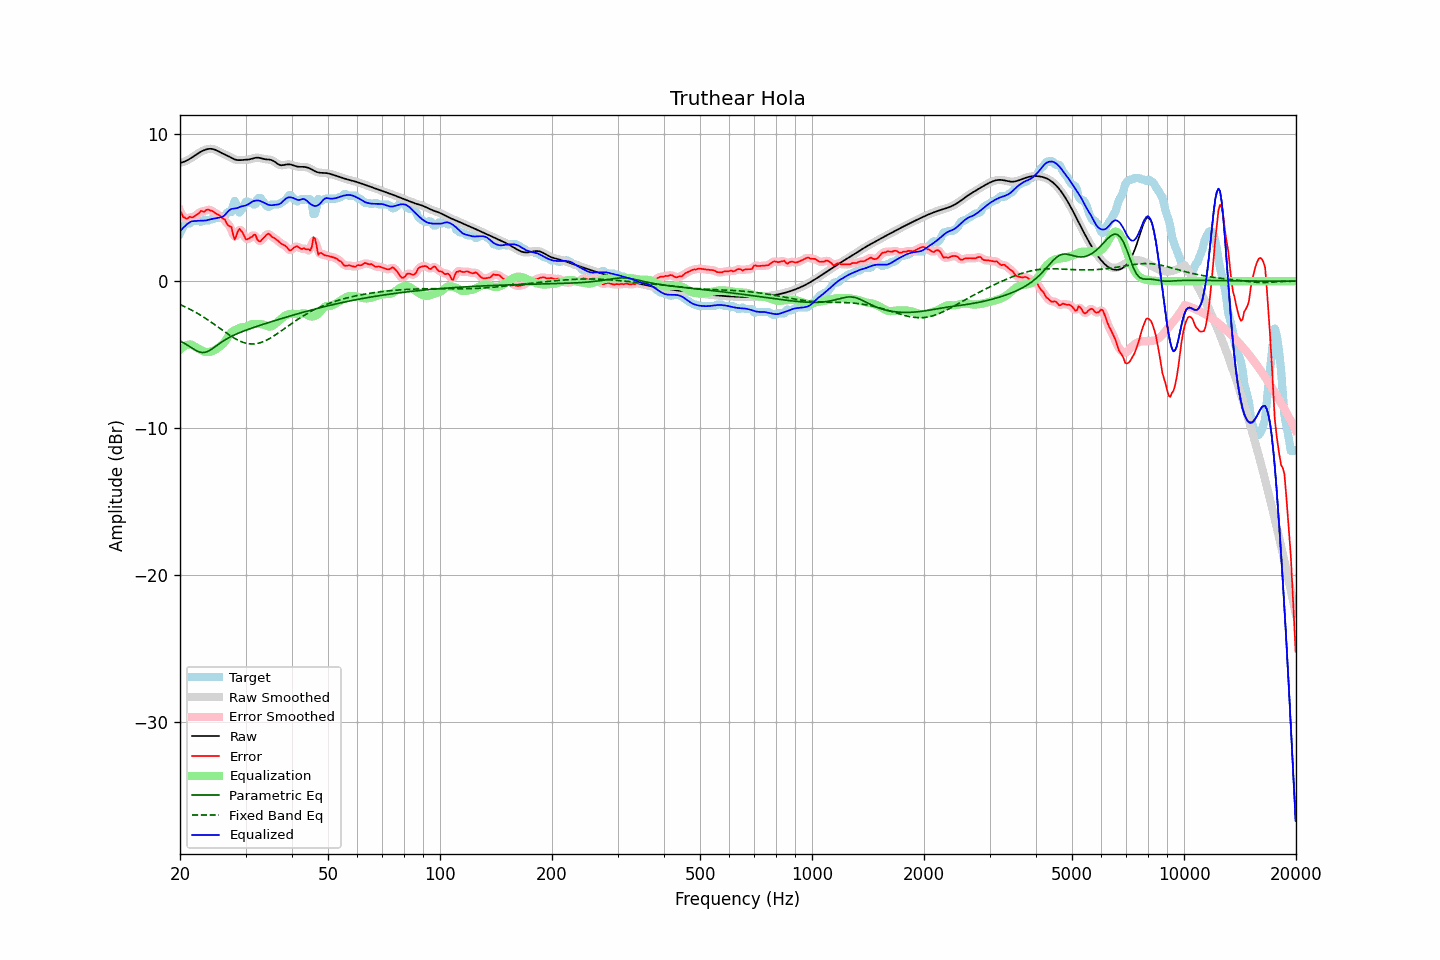 Truthear Hola
10
0
−10
−20
−30
Amplitude (dBr)
Target
Raw Smoothed
Error Smoothed
Raw
Error
Equalization
Parametric Eq
Fixed Band Eq
Equalized
20 50 100 200 500 1000 2000 5000 10000 20000
Frequency (Hz)